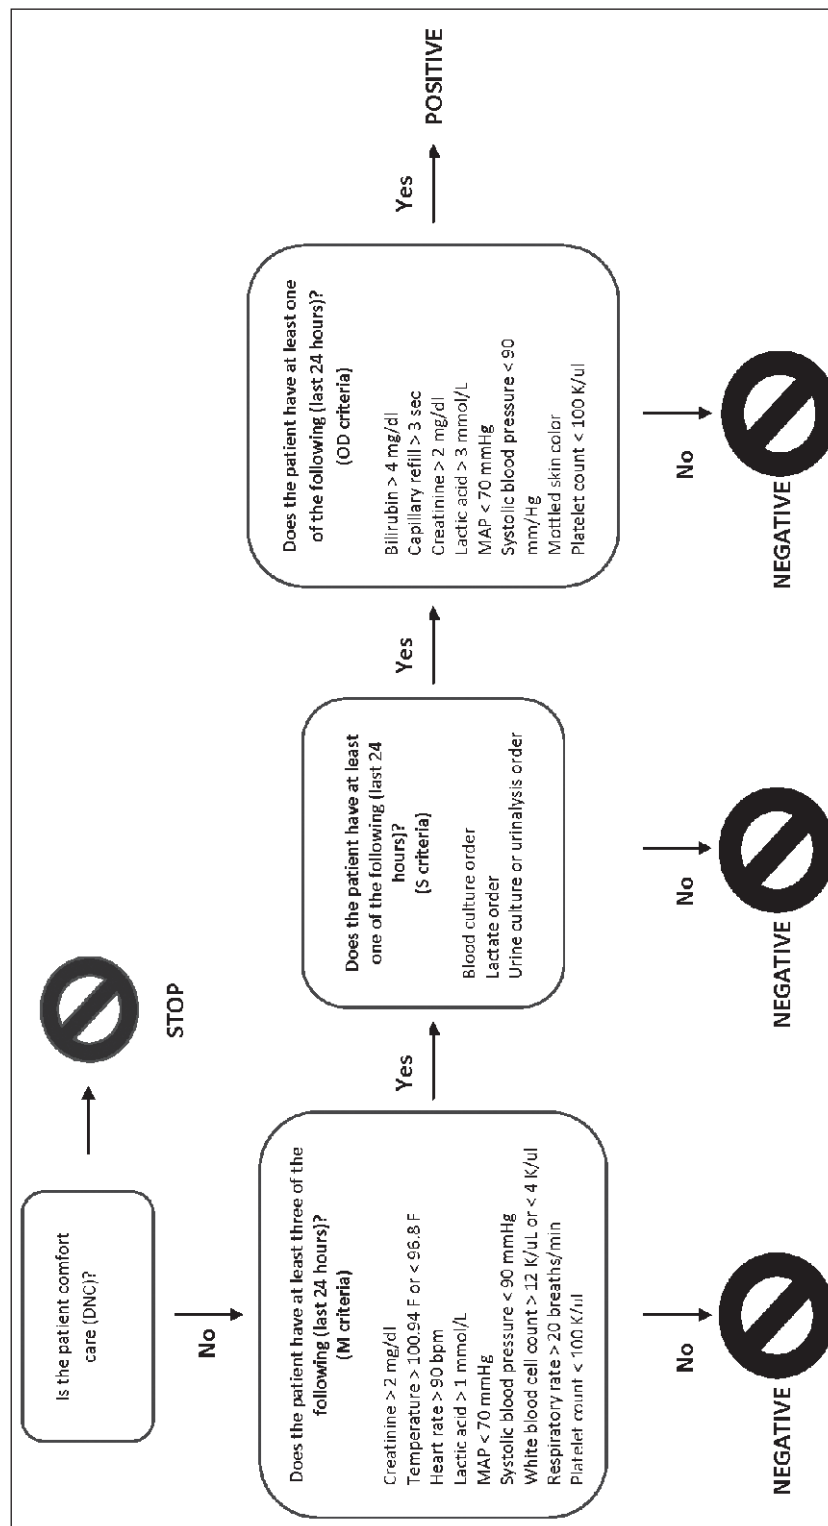 Is the patient comfort
care (DNC)?
STOP
No
Does the patient have at least three of the
following (last 24 hours)?
(M criteria)
Creatinine > 2 mg/dl
Temperature > 100.94 F or < 96.8 F
Heart rate > 90 bpm
Lactic acid > 1 mmol/L
MAP < 70 mmHg
Systolic blood pressure < 90 mmHg
White blood cell count > 12 K/uL or < 4 K/ul
Respiratory rate > 20 breaths/min
Platelet count < 100 K/ul
Yes
No
NEGATIVE
Does the patient have at least
one of the following (last 24
hours)?
(S criteria)
Blood culture order
Lactate order
Urine culture or urinalysis order
Yes
No
NEGATIVE
Does the patient have at least one
of the following (last 24 hours)?
(OD criteria)
Bilirubin > 4 mg/dl
Capillary refill > 3 sec
Creatinine > 2 mg/dl
Lactic acid > 3 mmol/L
MAP < 70 mmHg
Systolic blood pressure < 90
mm/Hg
Mottled skin color
Platelet count < 100 K/ul
Yes
POSITIVE
No
NEGATIVE